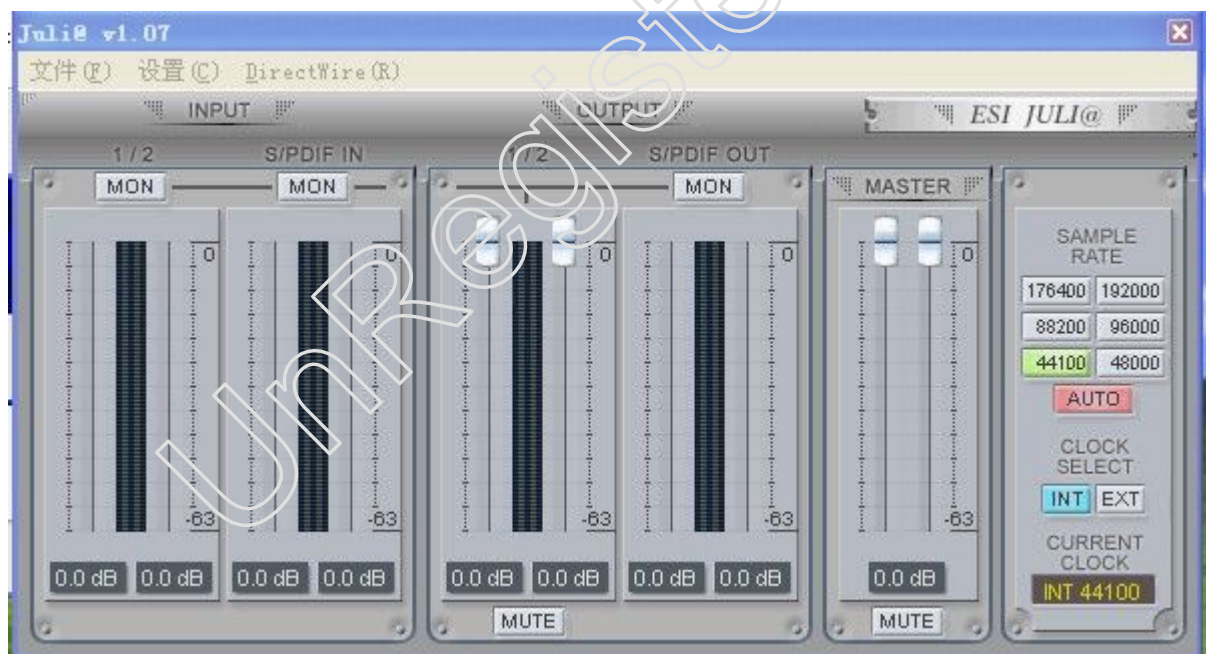 Juli@ v1.07
文件(F) 设置(C) DirectWire(R)
INPUT OUTPUT ESI JULI@
1/2 S/PDIF IN 1/2 S/PDIF OUT
MON MON MON MASTER
SAMPLE
RATE
0 0 0 0 0
176400 192000
88200 96000
44100 48000
AUTO
CLOCK
SELECT
INT EXT
-63 -63 -63 -63 -63
CURRENT
CLOCK
0.0 dB 0.0 dB 0.0 dB 0.0 dB 0.0 dB 0.0 dB 0.0 dB 0.0 dB 0.0 dB
INT 44100
MUTE MUTE
UnRegiste